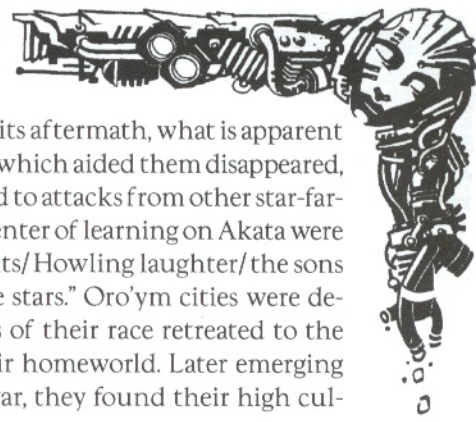 its aftermath, what is apparent
which aided them disappeared,
d to attacks from other star-far-
enter of learning on Akata were
ts/Howling laughter/the sons
e stars." Oro'ym cities were de-
s of their race retreated to the
ir homeworld. Later emerging
ar, they found their high cul-